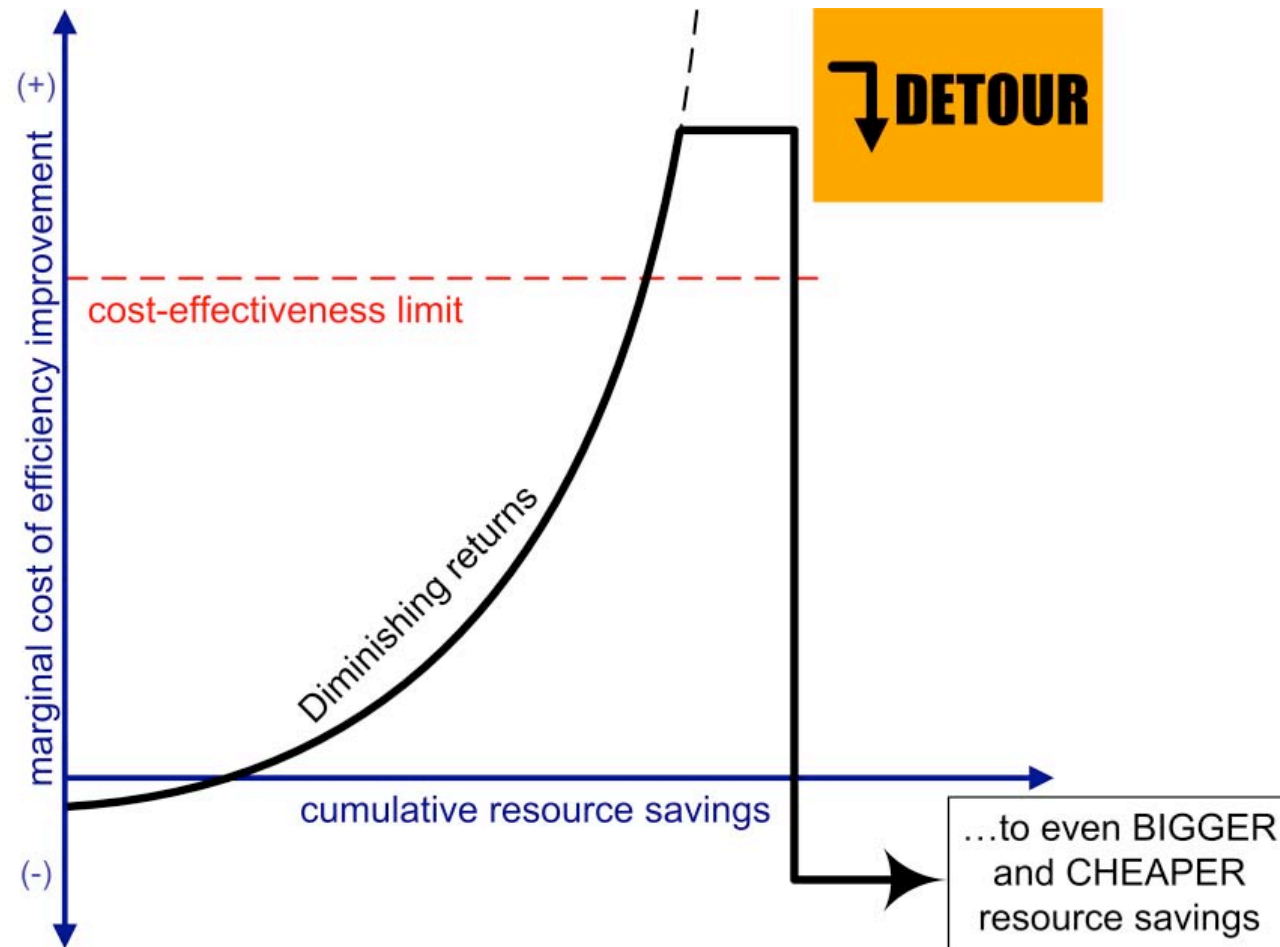 (+)
marginal cost of efficiency improvement
(-)
DETOUR
cost-effectiveness limit
Diminishing returns
cumulative resource savings
…to even BIGGER
and CHEAPER
resource savings